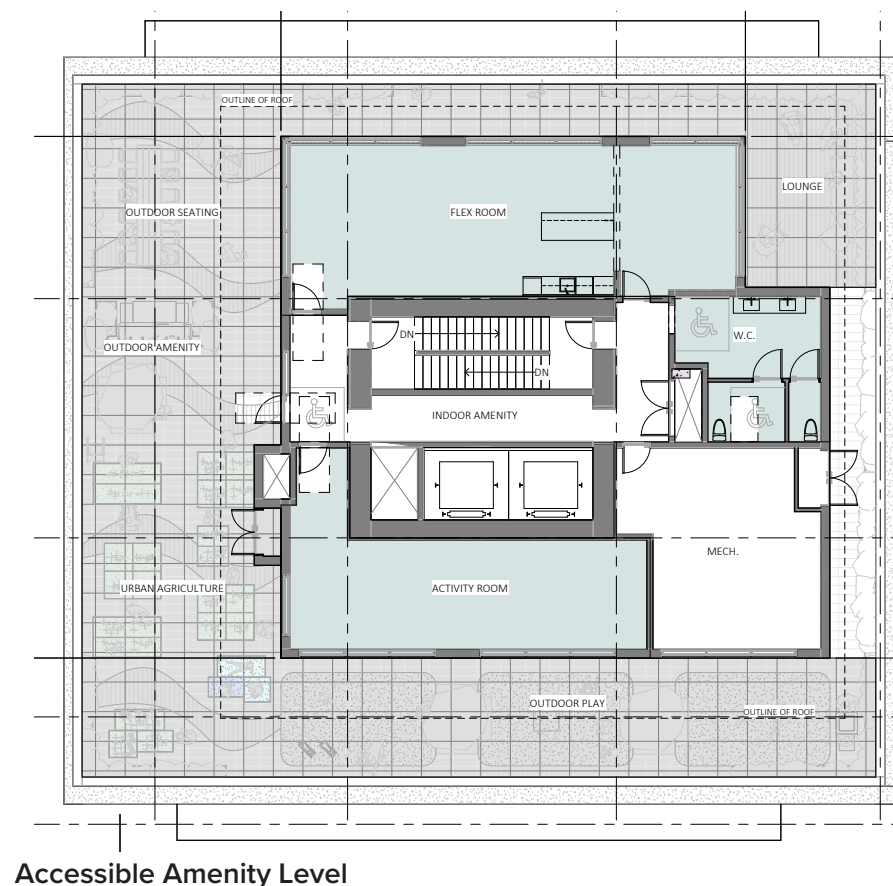 OUTLINE OF ROOF
LOUNGE
OUTDOOR SEATING
FLEX ROOM
DN
W.C.
OUTDOOR AMENITY
DN
INDOOR AMENITY
MECH.
URBAN AGRICULTURE
ACTIVITY ROOM
OUTDOOR PLAY
OUTLINE OF ROOF
Accessible Amenity Level